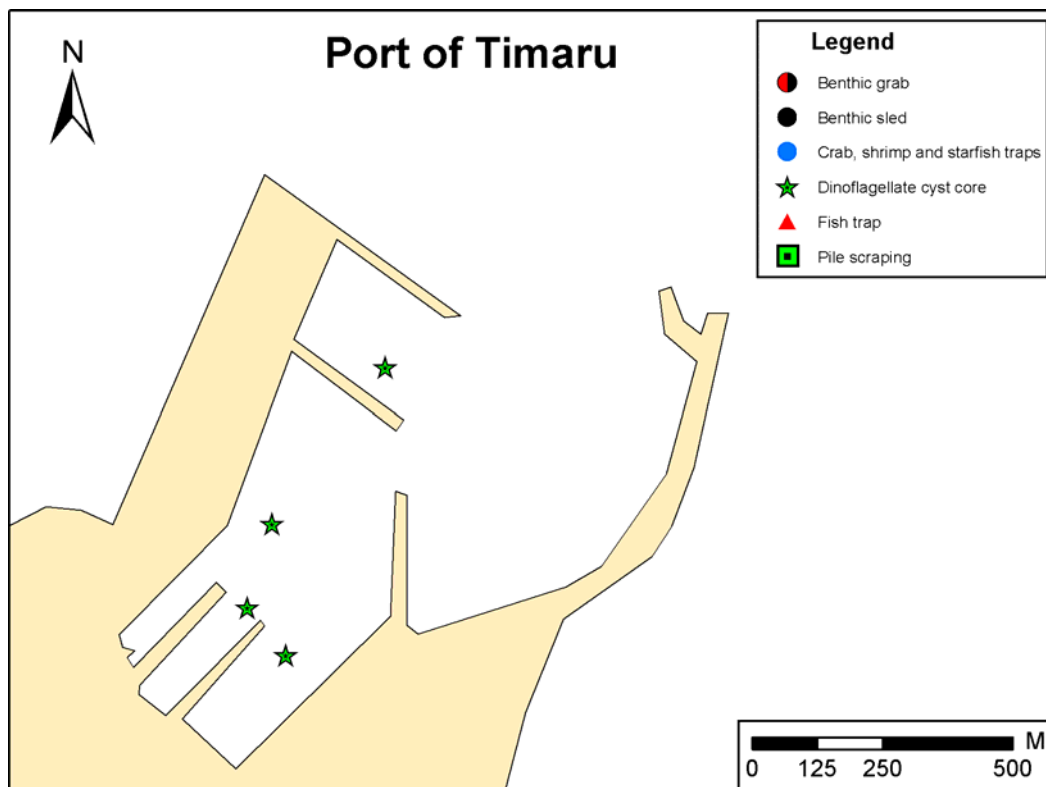 Port of Timaru
N
Legend
Benthic grab
Benthic sled
Crab, shrimp and starfish traps
Dinoflagellate cyst core
Fish trap
Pile scraping
M
0 125 250 500